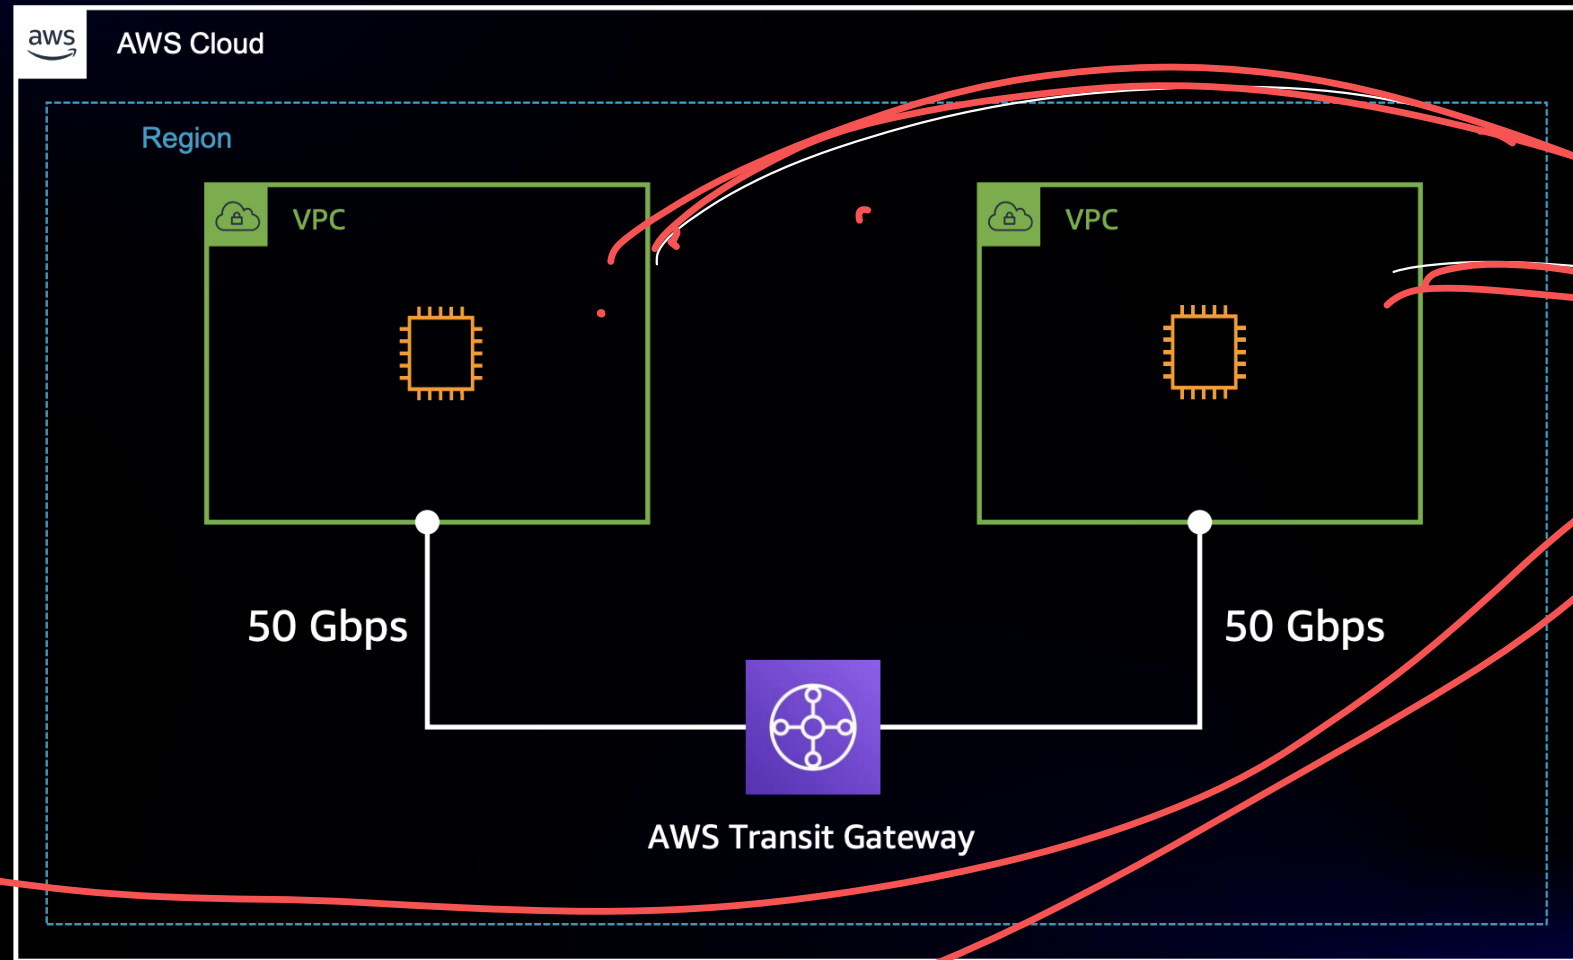 aws
AWS Cloud
Region
VPC
VPC
50 Gbps
50 Gbps
AWS Transit Gateway